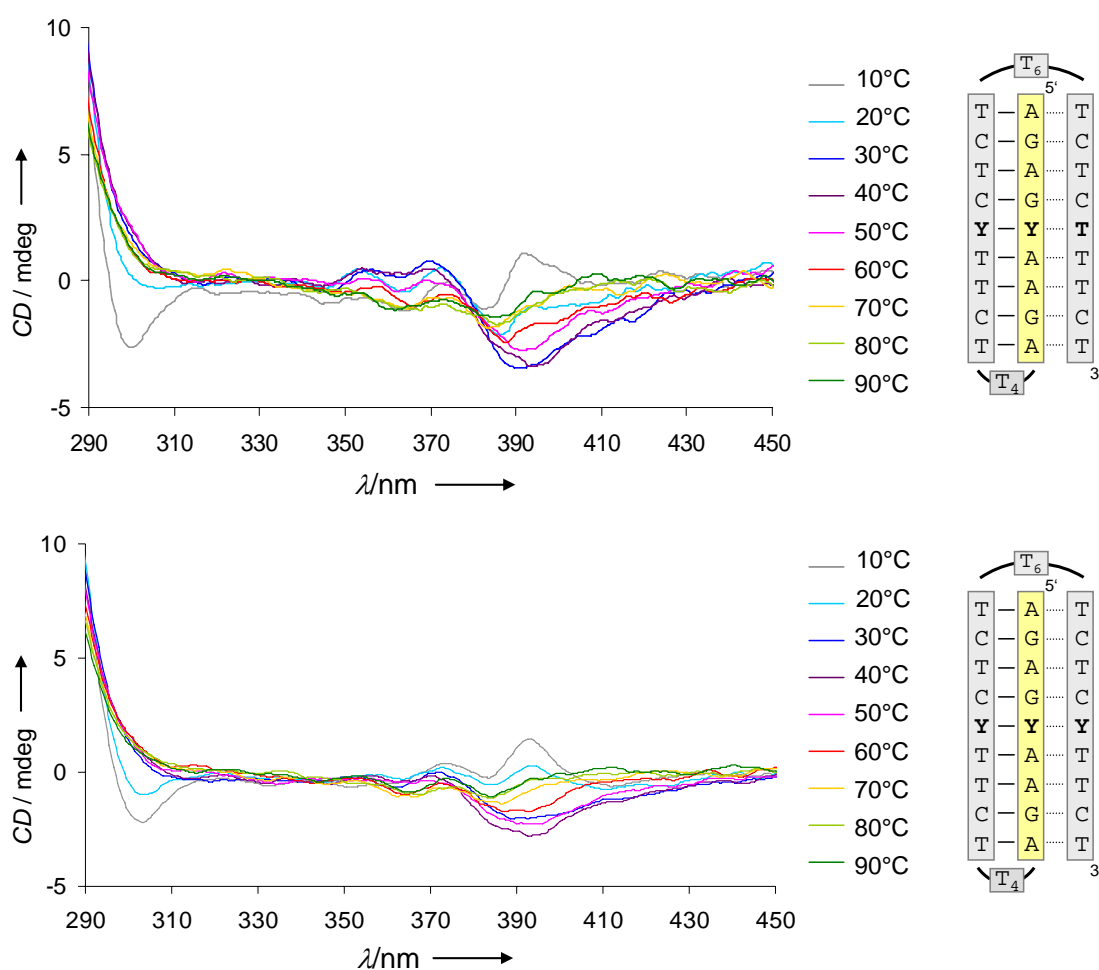 10
5
0
-5
CD / mdeg
290 310 330 350 370 390 410 430 450
λ/nm
10°C
20°C
30°C
40°C
50°C
60°C
70°C
80°C
90°C
T6
5‘
T A T
C G C
T A T
C G C
Y Y T
T A T
T A T
C G C
T A T
T4
3
10
5
0
-5
CD / mdeg
290 310 330 350 370 390 410 430 450
λ/nm
10°C
20°C
30°C
40°C
50°C
60°C
70°C
80°C
90°C
T6
5‘
T A T
C G C
T A T
C G C
Y Y Y
T A T
T A T
C G C
T A T
T4
3